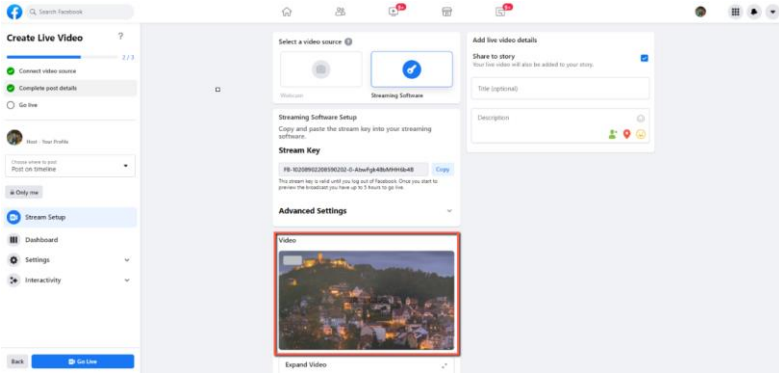 Search Facebook
Create Live Video
?
2 / 3
Connect video source
Complete post details
Go live
Host · Your Profile
Choose where to post
Post on timeline
Only me
Stream Setup
Dashboard
Settings
Interactivity
Back
Go Live
Select a video source
Webcam
Streaming Software
Streaming Software Setup
Copy and paste the stream key into your streaming
software.
Stream Key
Copy
This stream key is valid until you log out of Facebook. Once you start to
preview the broadcast you have up to 5 hours to go live.
Advanced Settings
Video
Expand Video
Add live video details
Share to story
Your live video will also be added to your story.
Title (optional)
Description